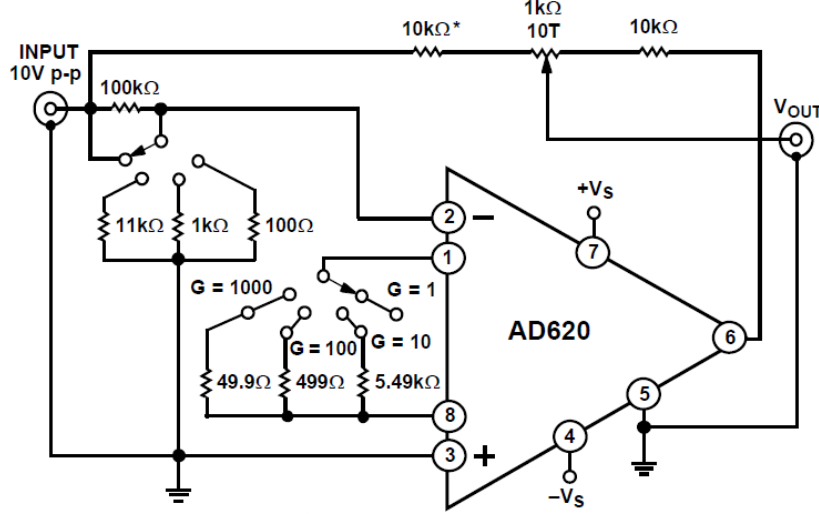 1kΩ
10kΩ*
10T
10kΩ
INPUT
10V p-p
100kΩ
VOUT
+VS
11kΩ
1kΩ
100Ω
2
−
7
1
G = 1000
G = 1
AD620
6
G = 100
G = 10
49.9Ω
499Ω
5.49kΩ
5
8
4
3
+
−VS